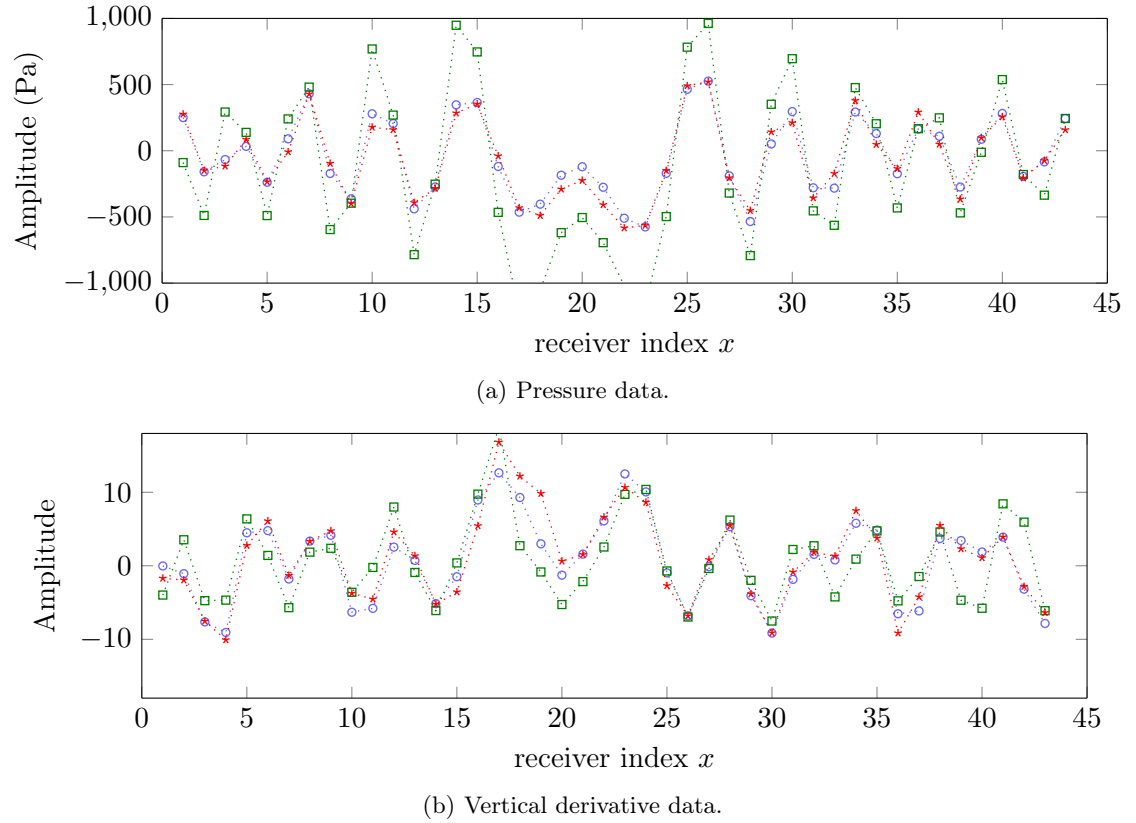 1,000
500
0
−500
−1,000
Amplitude (Pa)
0 5 10 15 20 25 30 35 40 45
receiver index x
(a) Pressure data.
10
0
−10
Amplitude
0 5 10 15 20 25 30 35 40 45
receiver index x
(b) Vertical derivative data.